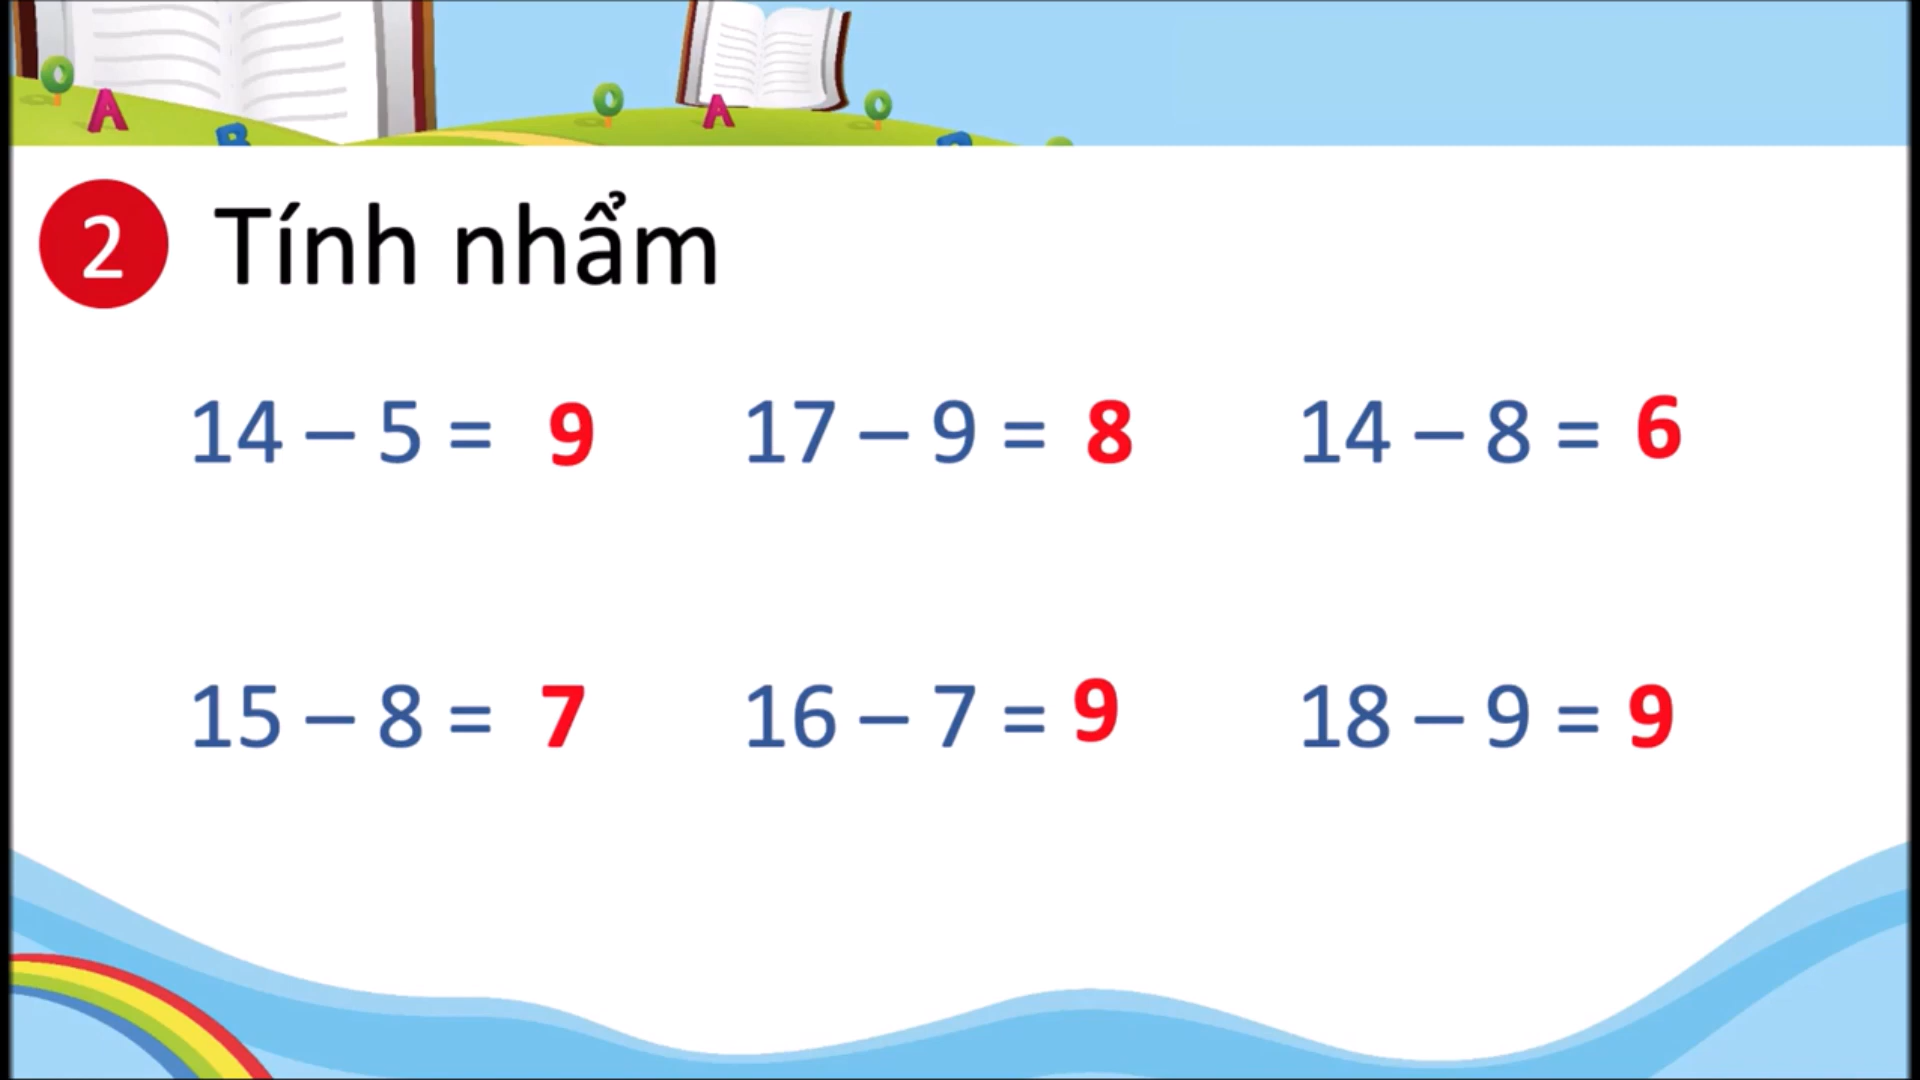 A
B
A
2 Tính nhẩm
14 – 5 = 9 17 – 9 = 8 14 – 8 = 6
15 – 8 = 7 16 – 7 = 9 18 – 9 = 9